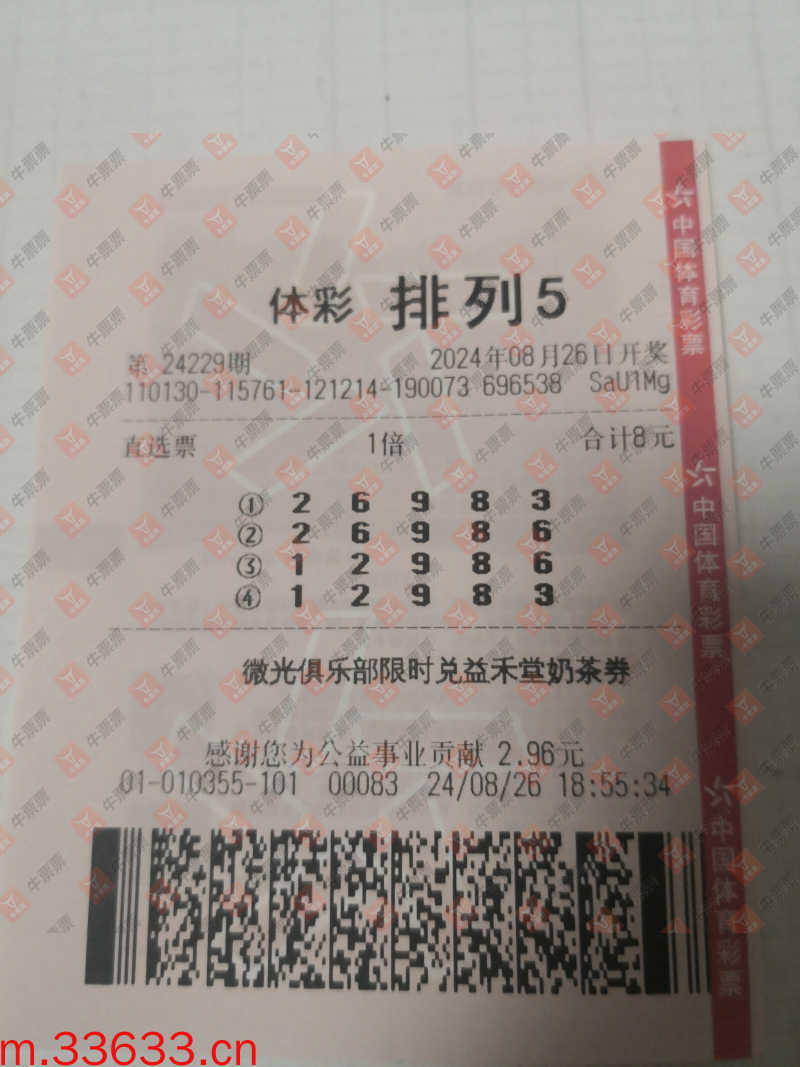 体彩 排列5
第 24229期 2024年08月26日开奖
110130-115761-121214-190073 696538 SaU1Mg
直选票 1倍 合计8元
① 2 6 9 8 3
② 2 6 9 8 6
③ 1 2 9 8 6
④ 1 2 9 8 3
微光俱乐部限时兑益禾堂奶茶券
感谢您为公益事业贡献 2.96元
01-010355-101 00083 24/08/26 18:55:34
中国体育彩票
中国体育彩票
中国体育彩票
牛票票
m.33633.cn